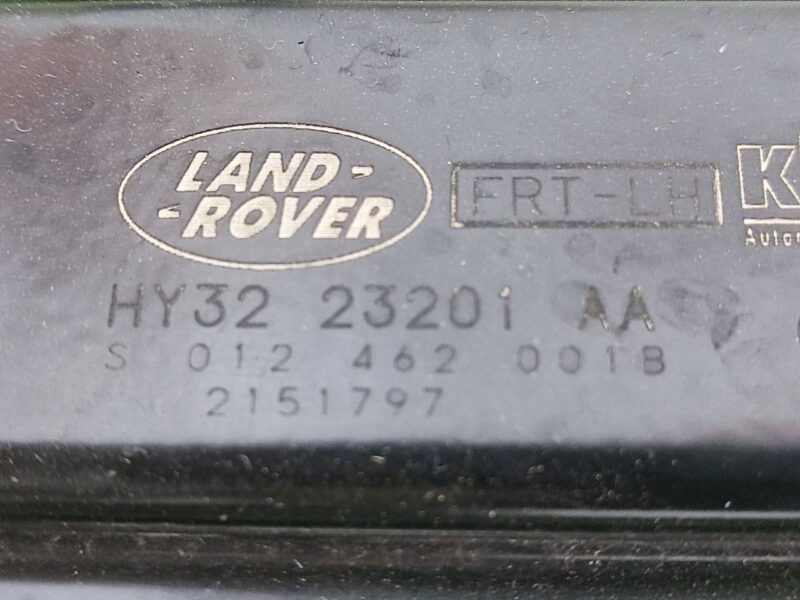 LAND-
-ROVER
FRT-LH
HY32 23201 AA
S 012 462 001B
2151797